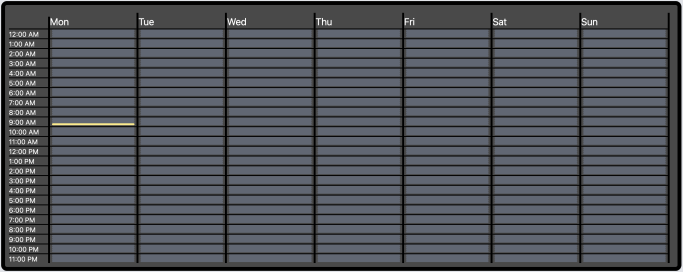 Mon Tue Wed Thu Fri Sat Sun
12:00 AM
1:00 AM
2:00 AM
3:00 AM
4:00 AM
5:00 AM
6:00 AM
7:00 AM
8:00 AM
9:00 AM
10:00 AM
11:00 AM
12:00 PM
1:00 PM
2:00 PM
3:00 PM
4:00 PM
5:00 PM
6:00 PM
7:00 PM
8:00 PM
9:00 PM
10:00 PM
11:00 PM